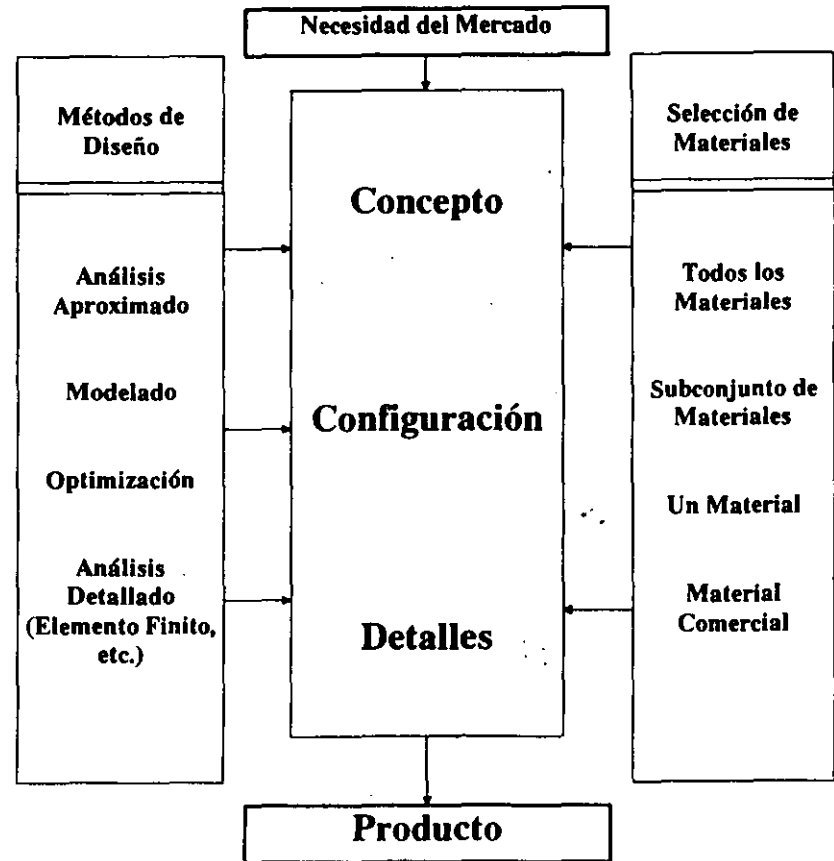 Necesidad del Mercado
Métodos de
Diseño
Análisis
Aproximado
Modelado
Optimización
Análisis
Detallado
(Elemento Finito,
etc.)
Concepto
Configuración
Detalles
Selección de
Materiales
Todos los
Materiales
Subconjunto de
Materiales
Un Material
Material
Comercial
Producto